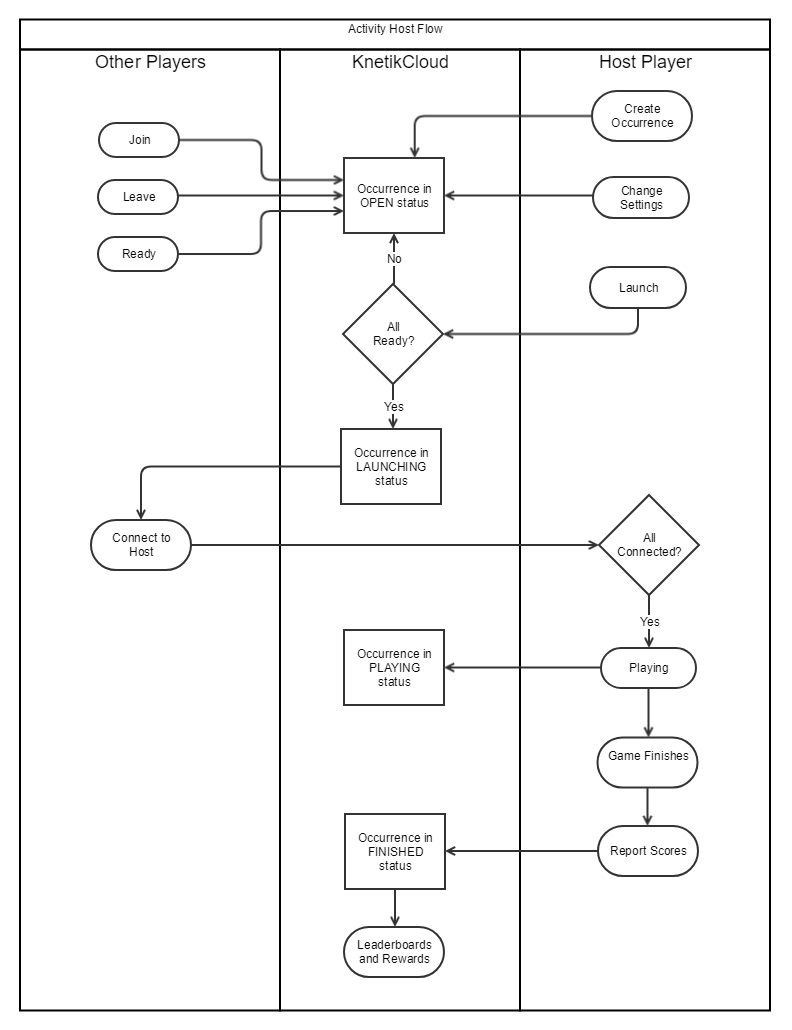 Activity Host Flow
Other Players
KnetikCloud
Host Player
Create
Occurrence
Join
Occurrence in
OPEN status
Leave
Change
Settings
Ready
No
Launch
All
Ready?
Yes
Occurrence in
LAUNCHING
status
Connect to
Host
All
Connected?
Yes
Occurrence in
PLAYING
status
Playing
Game Finishes
Occurrence in
FINISHED
status
Report Scores
Leaderboards
and Rewards